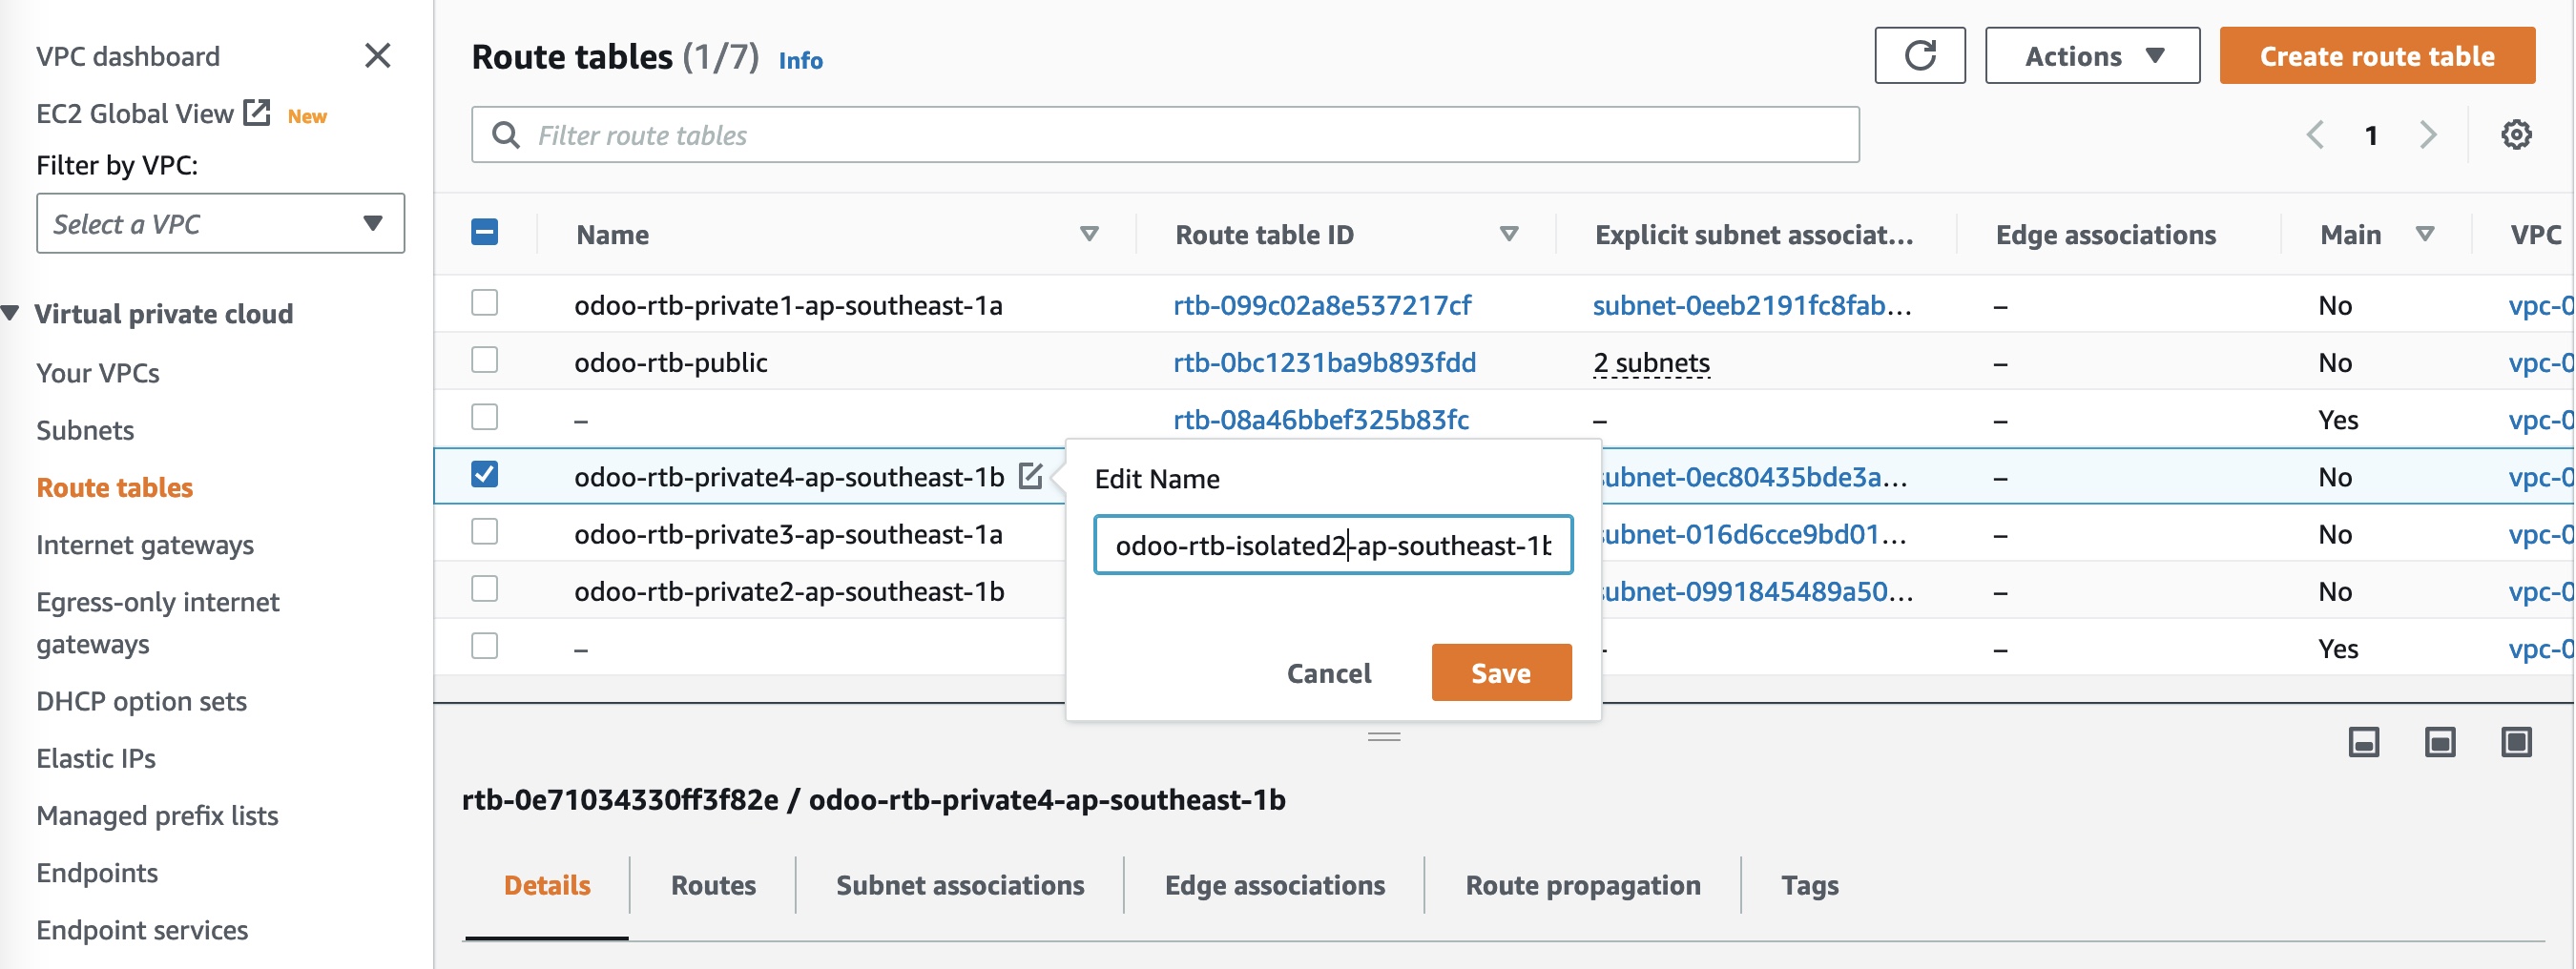 VPC dashboard
EC2 Global View New
Filter by VPC:
Select a VPC
Virtual private cloud
Your VPCs
Subnets
Route tables
Internet gateways
Egress-only internet
gateways
DHCP option sets
Elastic IPs
Managed prefix lists
Endpoints
Endpoint services
Route tables (1/7) Info
Actions
Create route table
Filter route tables
1
Name Route table ID Explicit subnet associat... Edge associations Main VPC
odoo-rtb-private1-ap-southeast-1a rtb-099c02a8e537217cf subnet-0eeb2191fc8fab... – No vpc-0
odoo-rtb-public rtb-0bc1231ba9b893fdd 2 subnets – No vpc-0
– rtb-08a46bbef325b83fc – – Yes vpc-0
odoo-rtb-private4-ap-southeast-1b subnet-0ec80435bde3a... – No vpc-0
odoo-rtb-private3-ap-southeast-1a subnet-016d6cce9bd01... – No vpc-0
odoo-rtb-private2-ap-southeast-1b subnet-0991845489a50... – No vpc-0
– - – Yes vpc-0
Edit Name
odoo-rtb-isolated2-ap-southeast-1b
Cancel Save
rtb-0e71034330ff3f82e / odoo-rtb-private4-ap-southeast-1b
Details Routes Subnet associations Edge associations Route propagation Tags